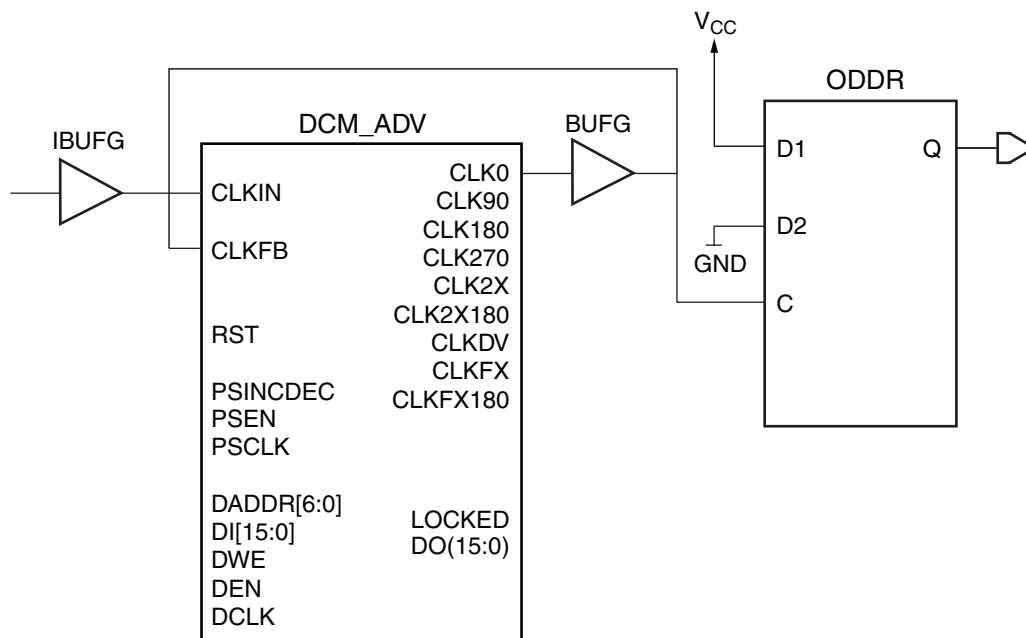 VCC
ODDR
IBUFG
DCM_ADV
BUFG
CLKIN
CLKFB
RST
PSINCDEC
PSEN
PSCLK
DADDR[6:0]
DI[15:0]
DWE
DEN
DCLK
CLK0
CLK90
CLK180
CLK270
CLK2X
CLK2X180
CLKDV
CLKFX
CLKFX180
LOCKED
DO(15:0)
D1
Q
D2
GND
C